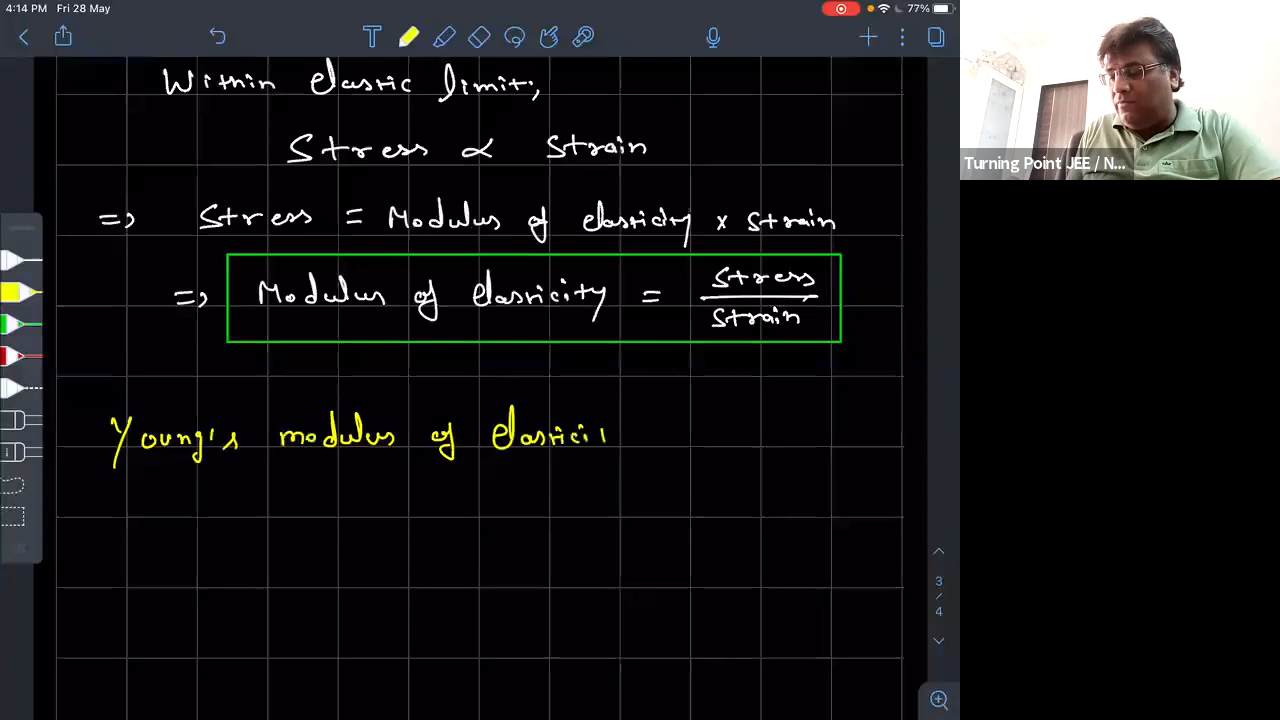 4:14 PM Fri 28 May 77%
Within elastic limit,
Stress ∝ strain
=> Stress = Modulus of elasticity × strain
=> Modulus of elasticity = stress / strain
Young's modulus of elastici
3 / 4
Turning Point JEE / N...